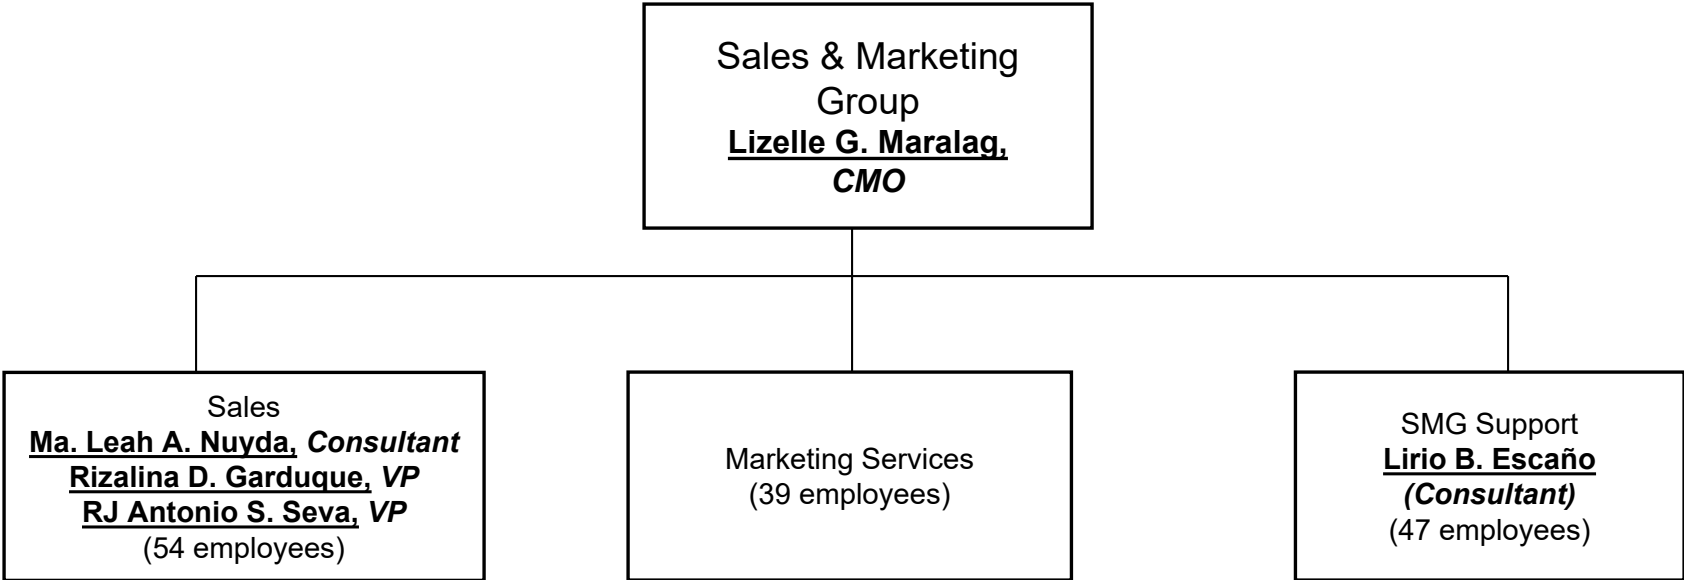 Sales & Marketing
Group
Lizelle G. Maralag,
CMO
Sales
Ma. Leah A. Nuyda, Consultant
Rizalina D. Garduque, VP
RJ Antonio S. Seva, VP
(54 employees)
Marketing Services
(39 employees)
SMG Support
Lirio B. Escaño
(Consultant)
(47 employees)